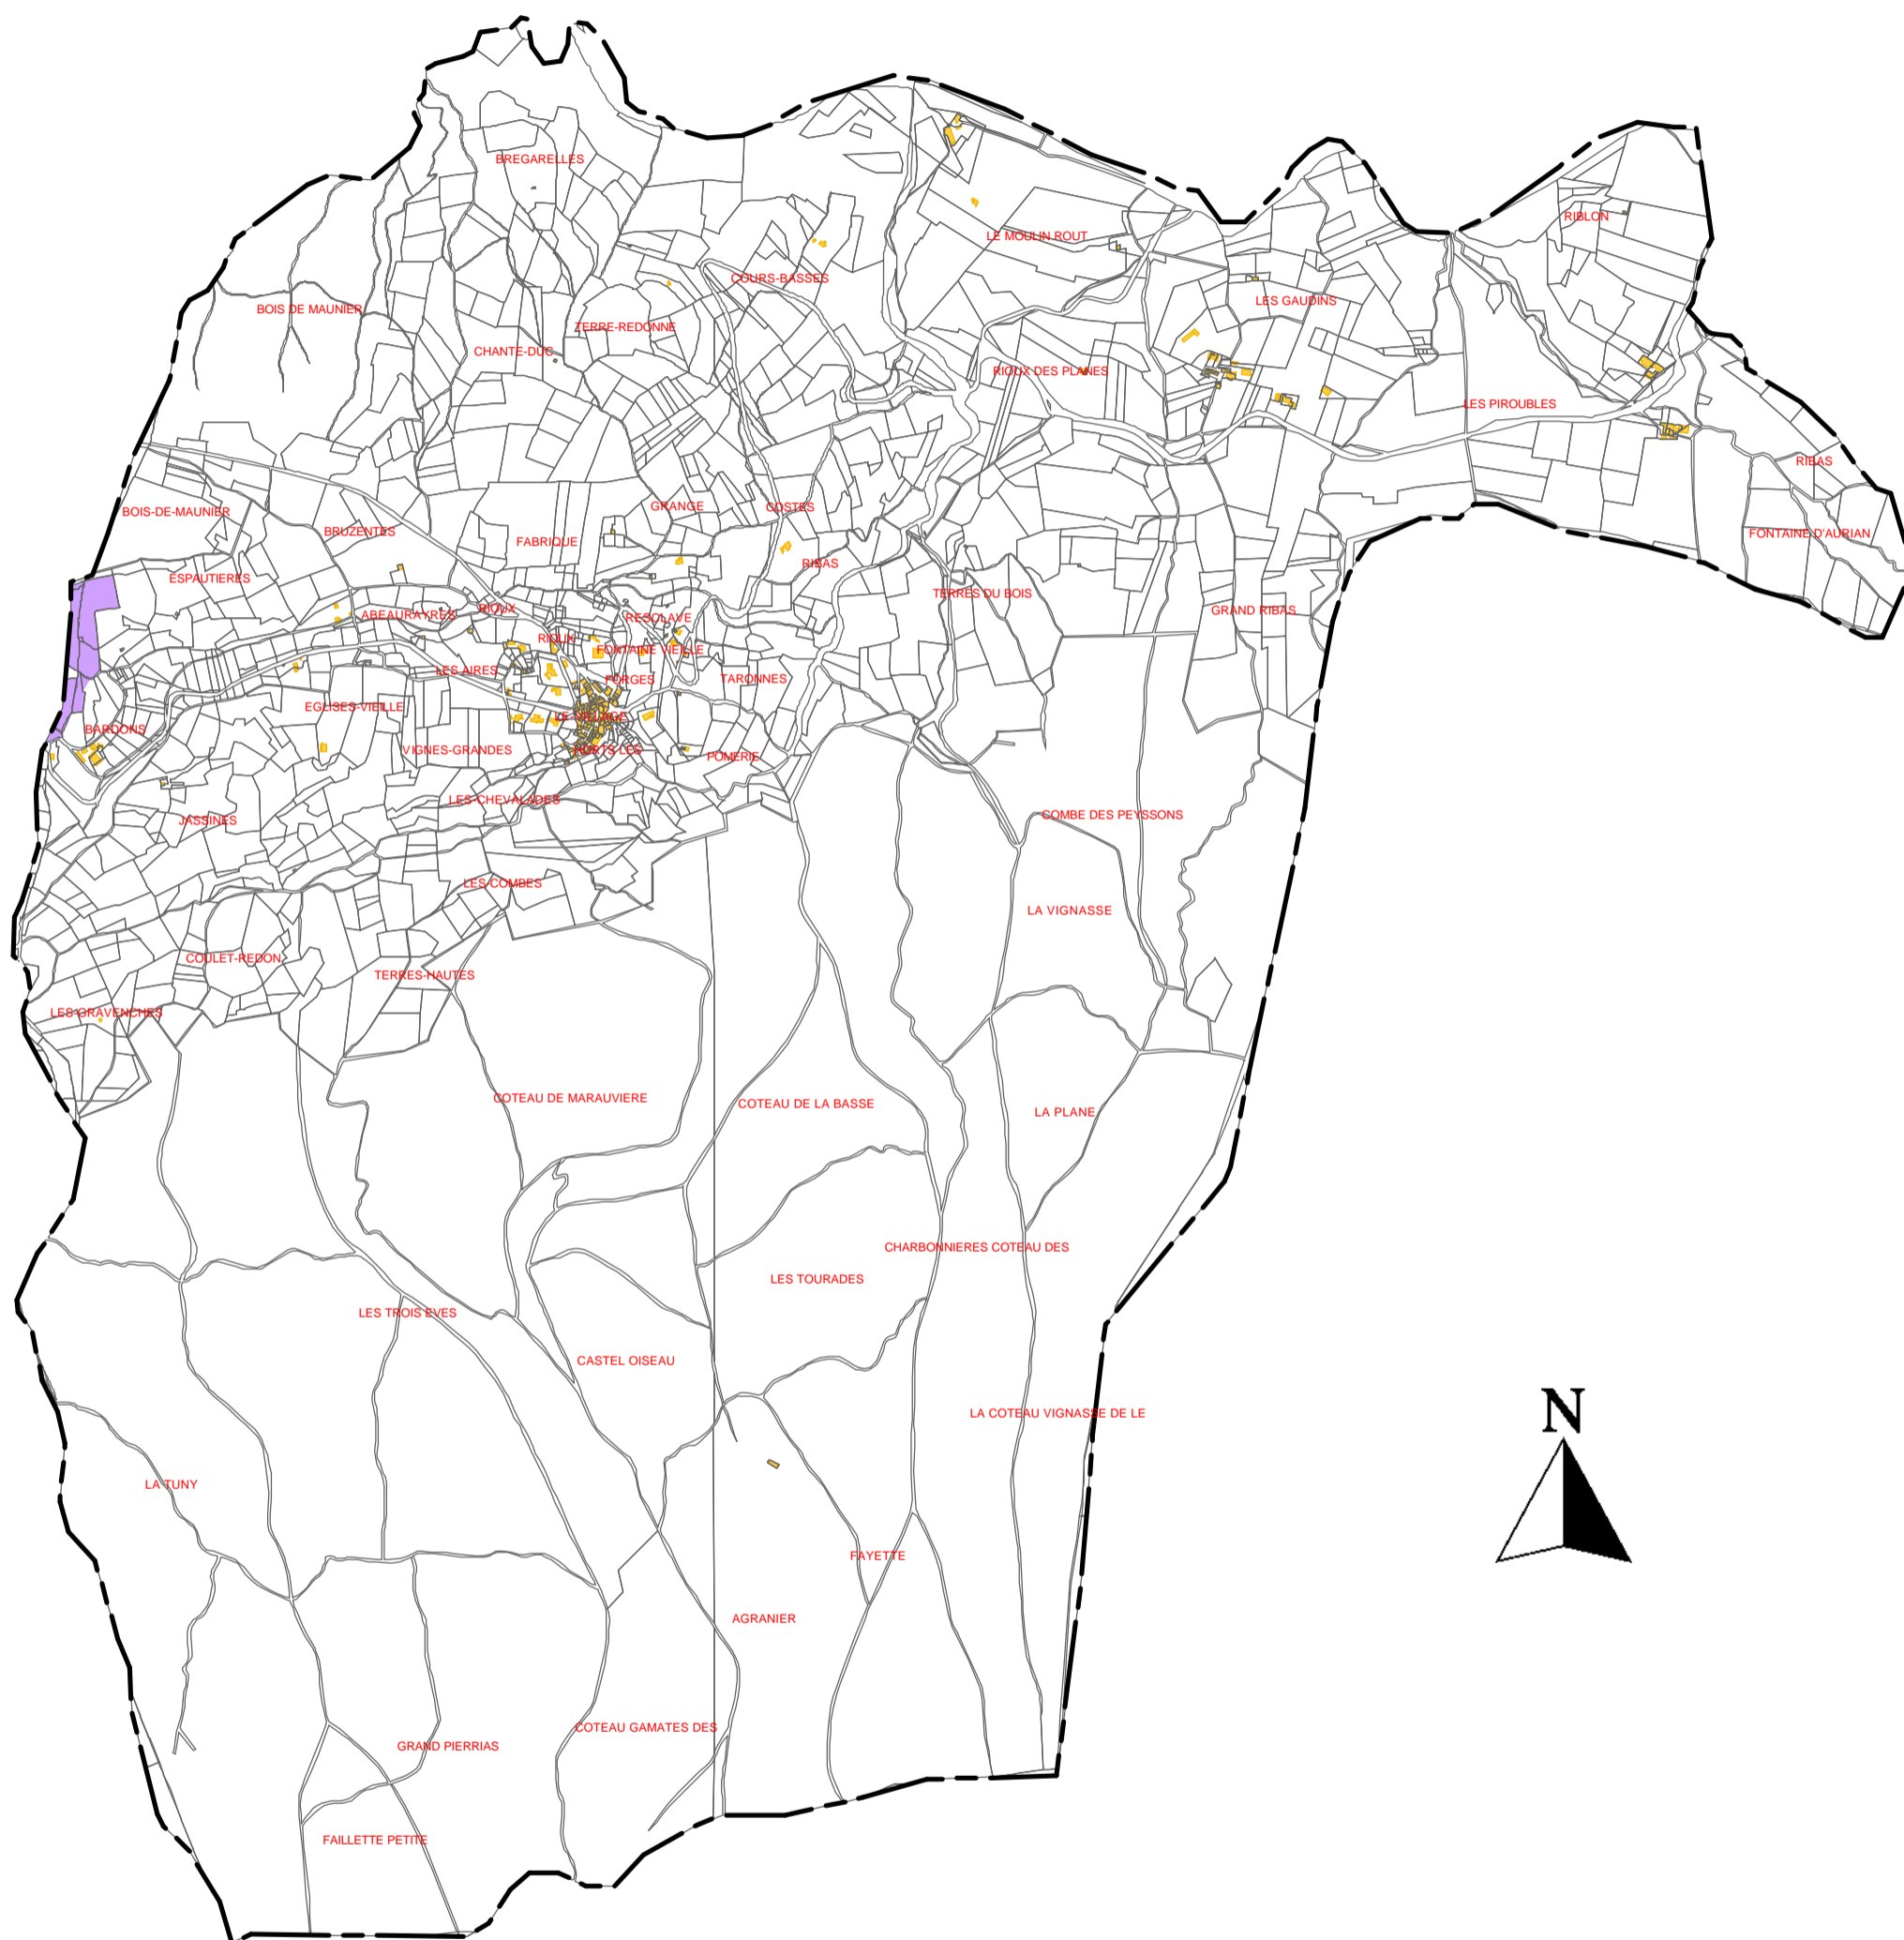 BREGARELLES
RIBLON
LE MOULIN ROUT
COURS-BASSES
LES GAUDINS
BOIS DE MAUNIER
TERRE-REDONNE
CHANTE-DUC
RIOUX DES PLANES
LES PIROUBLES
RIBAS
BOIS-DE-MAUNIER
GRANGE
COSTES
BRUZENTES
FABRIQUE
FONTAINE D'AURIAN
RIBAS
ESPAUTIERES
TERRES DU BOIS
ABEAURAYRES
RIOUX
RESCLAVE
GRAND RIBAS
RIOUX
FONTAINE VIEILLE
LES AIRES
FORGES
TARONNES
EGLISES-VIEILLE
LE VILLAGE
BARDONS
VIGNES-GRANDES
HORTS LES
POMERIE
LES-CHEVALADES
JASSINES
COMBE DES PEYSSONS
LES COMBES
LA VIGNASSE
COULET-REDON
TERRES-HAUTES
LES-GRAVENCHES
COTEAU DE MARAUVIERE
COTEAU DE LA BASSE
LA PLANE
CHARBONNIERES COTEAU DES
LES TOURADES
LES TROIS EVES
CASTEL OISEAU
LA COTEAU VIGNASSE DE LE
N
LA TUNY
FAYETTE
AGRANIER
COTEAU GAMATES DES
GRAND PIERRIAS
FAILLETTE PETITE